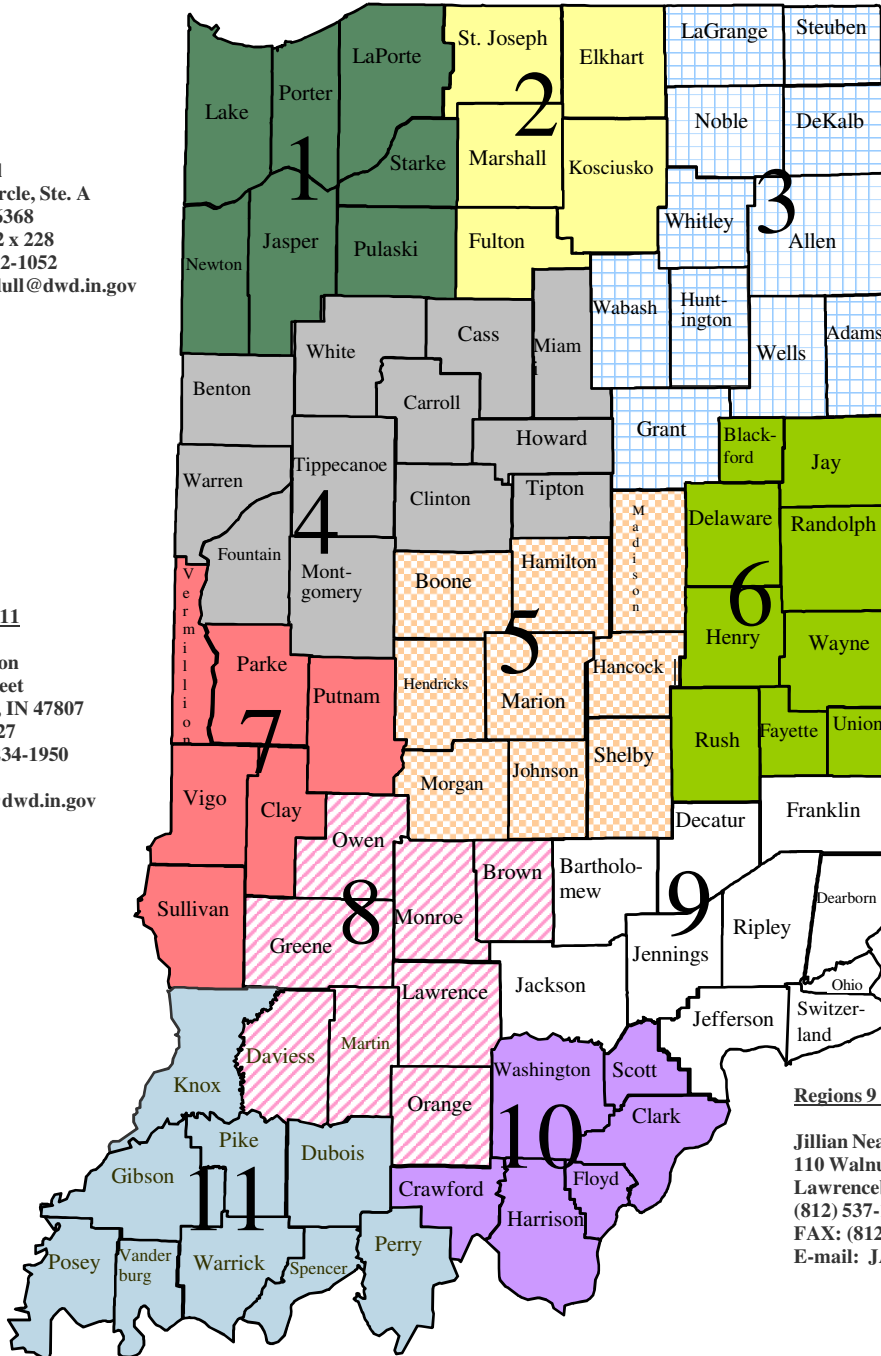 LaPorte
St. Joseph
Elkhart
LaGrange
Steuben
Lake
Porter
1
2
Noble
DeKalb
Starke
Marshall
Kosciusko
3
Whitley
Allen
Newton
Jasper
Pulaski
Fulton
rcle, Ste. A
6368
2 x 228
2-1052
lull@dwd.in.gov
White
Cass
Miam
i
Wabash
Hunt-
ington
Wells
Adams
Benton
Carroll
Howard
Grant
Black-
ford
Jay
Warren
Tippecanoe
Clinton
Tipton
4
Madison
Delaware
Randolph
Fountain
Mont-
gomery
Boone
Hamilton
5
6
Henry
Wayne
Vermillion
Parke
Putnam
Hendricks
Marion
Hancock
7
Rush
Fayette
Union
11
on
eet
, IN 47807
27
34-1950
dwd.in.gov
Vigo
Clay
Morgan
Johnson
Shelby
Decatur
Franklin
Owen
Brown
Bartholo-
mew
Sullivan
8
Monroe
9
Ripley
Dearborn
Greene
Jennings
Lawrence
Jackson
Ohio
Jefferson
Switzer-
land
Daviess
Martin
Knox
Orange
Washington
Scott
10
Clark
Pike
Dubois
Gibson
11
Crawford
Floyd
Harrison
Posey
Vander
burg
Warrick
Spencer
Perry
Regions 9
Jillian Nea
110 Walnu
Lawrencel
(812) 537-
FAX: (812
E-mail: JA